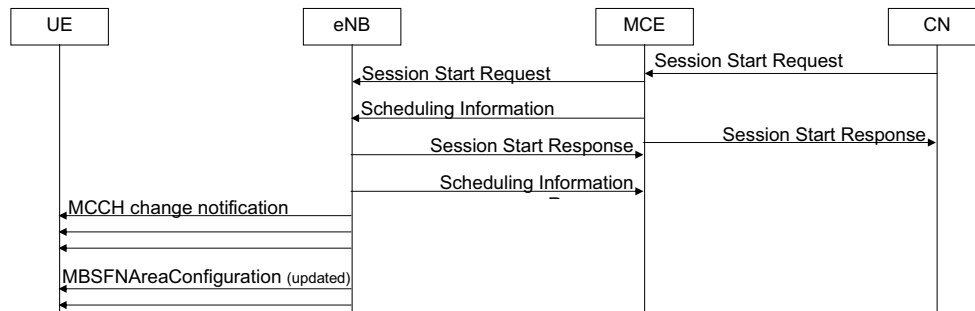 UE eNB MCE CN
Session Start Request
Session Start Request
Scheduling Information
Session Start Response
Session Start Response
Scheduling Information
MCCH change notification
MBSFNAreaConfiguration (updated)